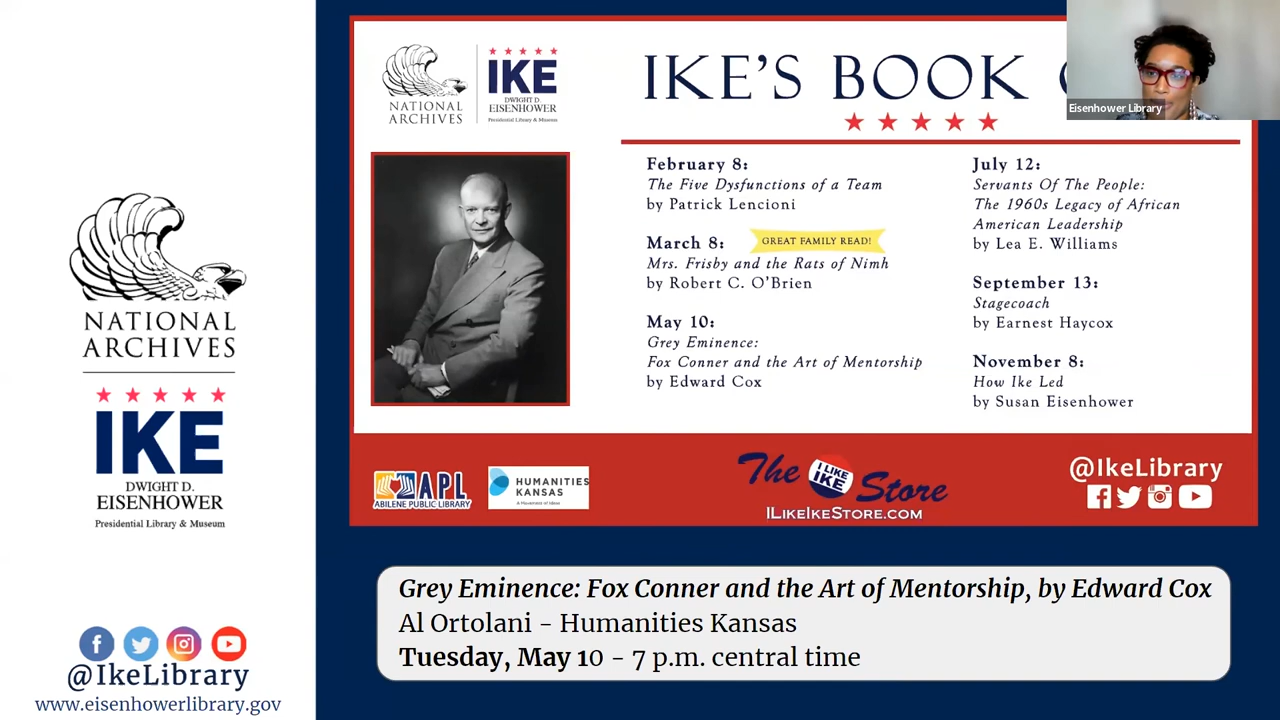 NATIONAL
ARCHIVES
IKE
DWIGHT D.
EISENHOWER
Presidential Library & Museum
@IkeLibrary
www.eisenhowerlibrary.gov
NATIONAL
ARCHIVES
IKE
DWIGHT D.
EISENHOWER
Presidential Library & Museum
IKE'S BOOK
Eisenhower Library
February 8:
The Five Dysfunctions of a Team
by Patrick Lencioni
March 8:
GREAT FAMILY READ!
Mrs. Frisby and the Rats of Nimh
by Robert C. O'Brien
May 10:
Grey Eminence:
Fox Conner and the Art of Mentorship
by Edward Cox
July 12:
Servants Of The People:
The 1960s Legacy of African
American Leadership
by Lea E. Williams
September 13:
Stagecoach
by Earnest Haycox
November 8:
How Ike Led
by Susan Eisenhower
APL
ABILENE PUBLIC LIBRARY
HUMANITIES
KANSAS
A Movement of Ideas
The I LIKE IKE Store
ILikeIkeStore.com
@IkeLibrary
Grey Eminence: Fox Conner and the Art of Mentorship, by Edward Cox
Al Ortolani – Humanities Kansas
Tuesday, May 10 – 7 p.m. central time